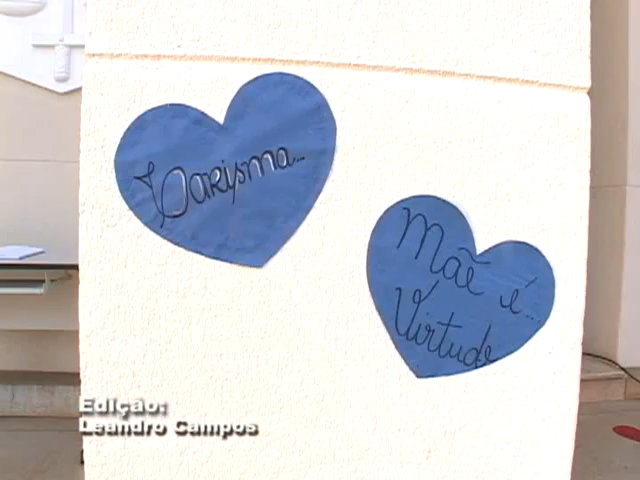 Carisma...
Mãe é...
Virtude
Edição:
Leandro Campos